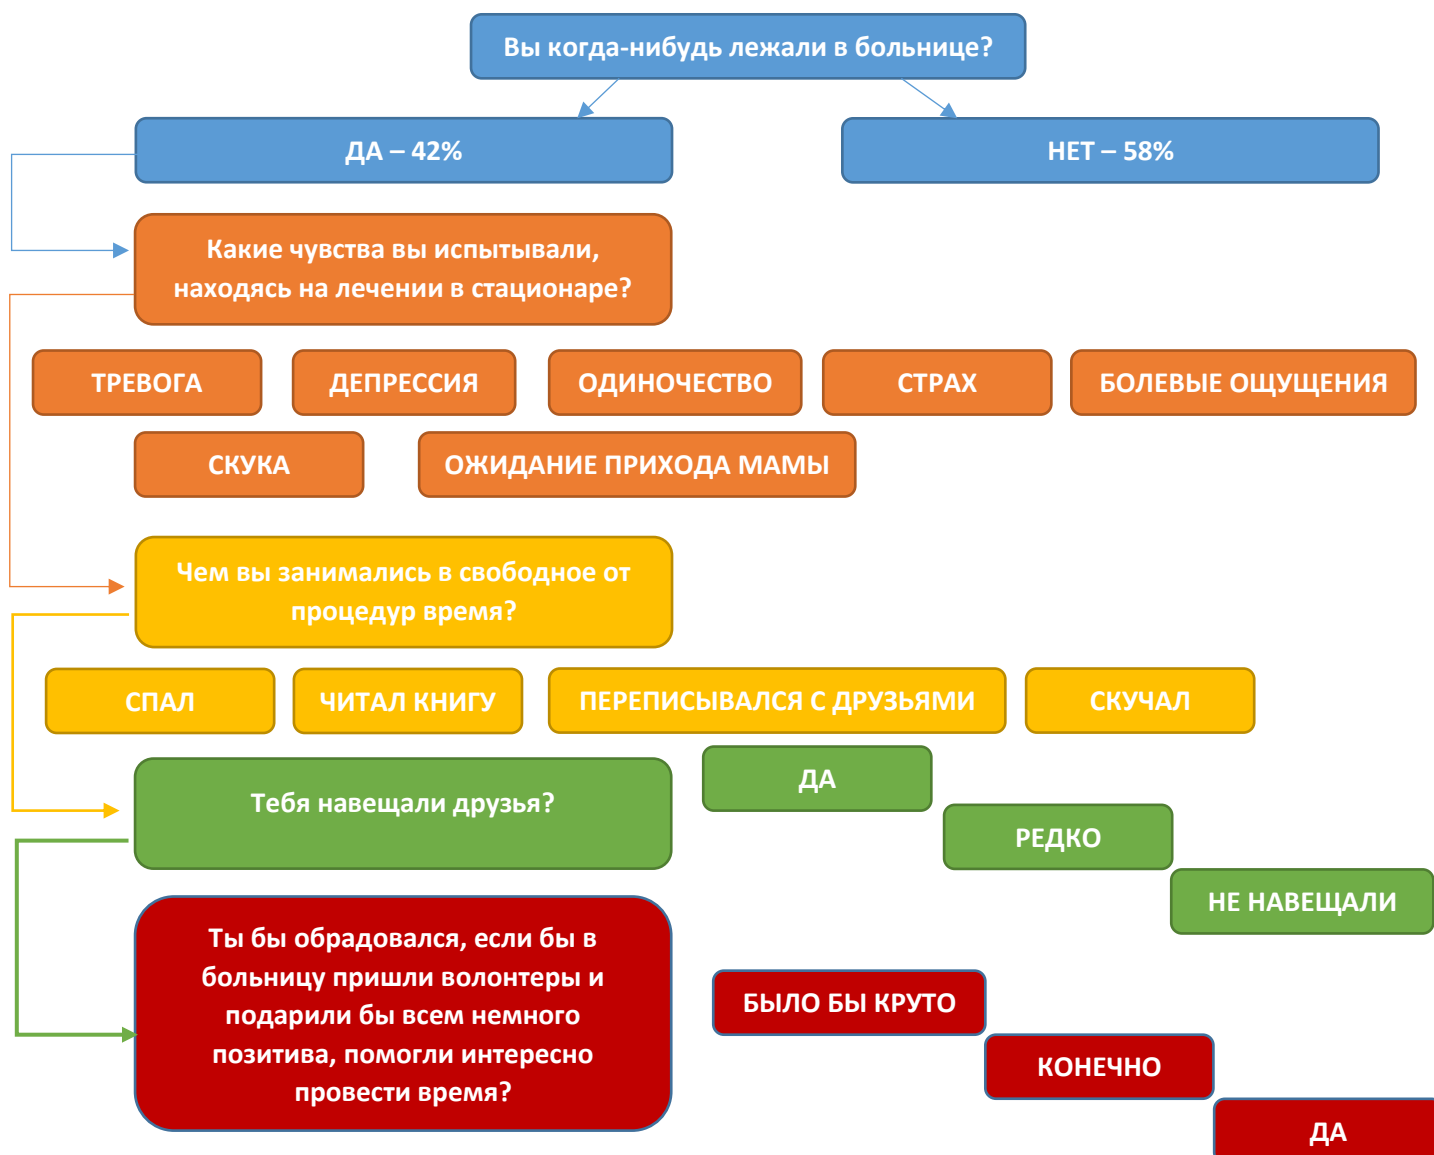 Вы когда-нибудь лежали в больнице?
ДА – 42%
НЕТ – 58%
Какие чувства вы испытывали,
находясь на лечении в стационаре?
ТРЕВОГА
ДЕПРЕССИЯ
ОДИНОЧЕСТВО
СТРАХ
БОЛЕВЫЕ ОЩУЩЕНИЯ
СКУКА
ОЖИДАНИЕ ПРИХОДА МАМЫ
Чем вы занимались в свободное от
процедур время?
СПАЛ
ЧИТАЛ КНИГУ
ПЕРЕПИСЫВАЛСЯ С ДРУЗЬЯМИ
СКУЧАЛ
Тебя навещали друзья?
ДА
РЕДКО
НЕ НАВЕЩАЛИ
Ты бы обрадовался, если бы в
больницу пришли волонтеры и
подарили бы всем немного
позитива, помогли интересно
провести время?
БЫЛО БЫ КРУТО
КОНЕЧНО
ДА